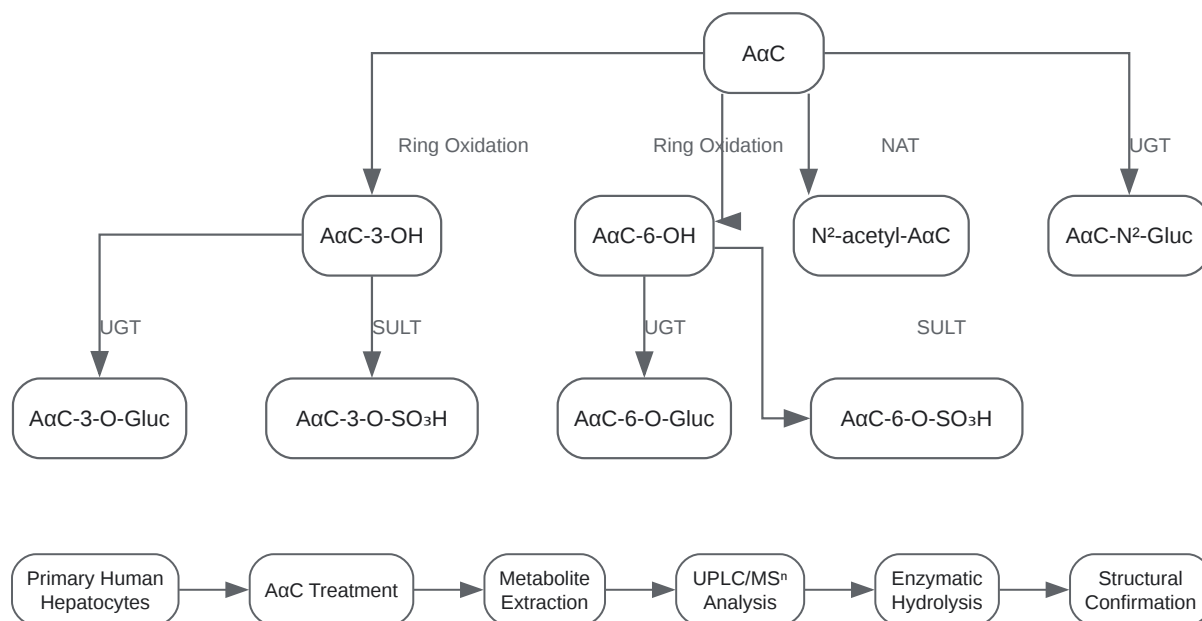 AαC
Ring Oxidation
Ring Oxidation
NAT
UGT
AαC-3-OH
AαC-6-OH
N²-acetyl-AαC
AαC-N²-Gluc
UGT
SULT
UGT
SULT
AαC-3-O-Gluc
AαC-3-O-SO₃H
AαC-6-O-Gluc
AαC-6-O-SO₃H
Primary Human
Hepatocytes
AαC Treatment
Metabolite
Extraction
UPLC/MSⁿ
Analysis
Enzymatic
Hydrolysis
Structural
Confirmation